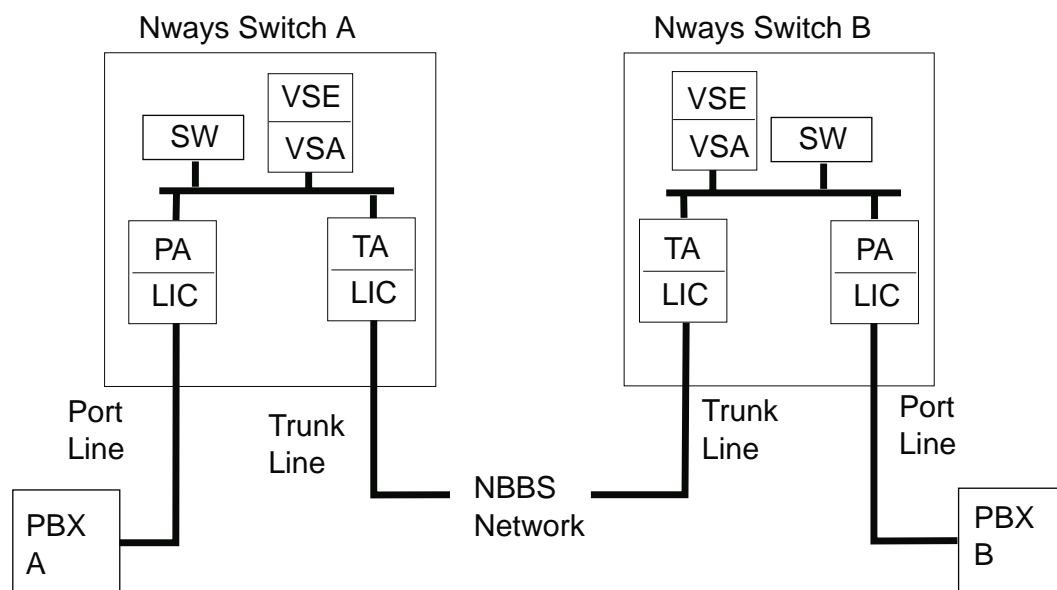 Nways Switch A
Nways Switch B
VSE
VSA
SW
VSE
VSA
SW
PA
LIC
TA
LIC
TA
LIC
PA
LIC
Port
Line
Trunk
Line
Trunk
Line
Port
Line
NBBS
Network
PBX
A
PBX
B